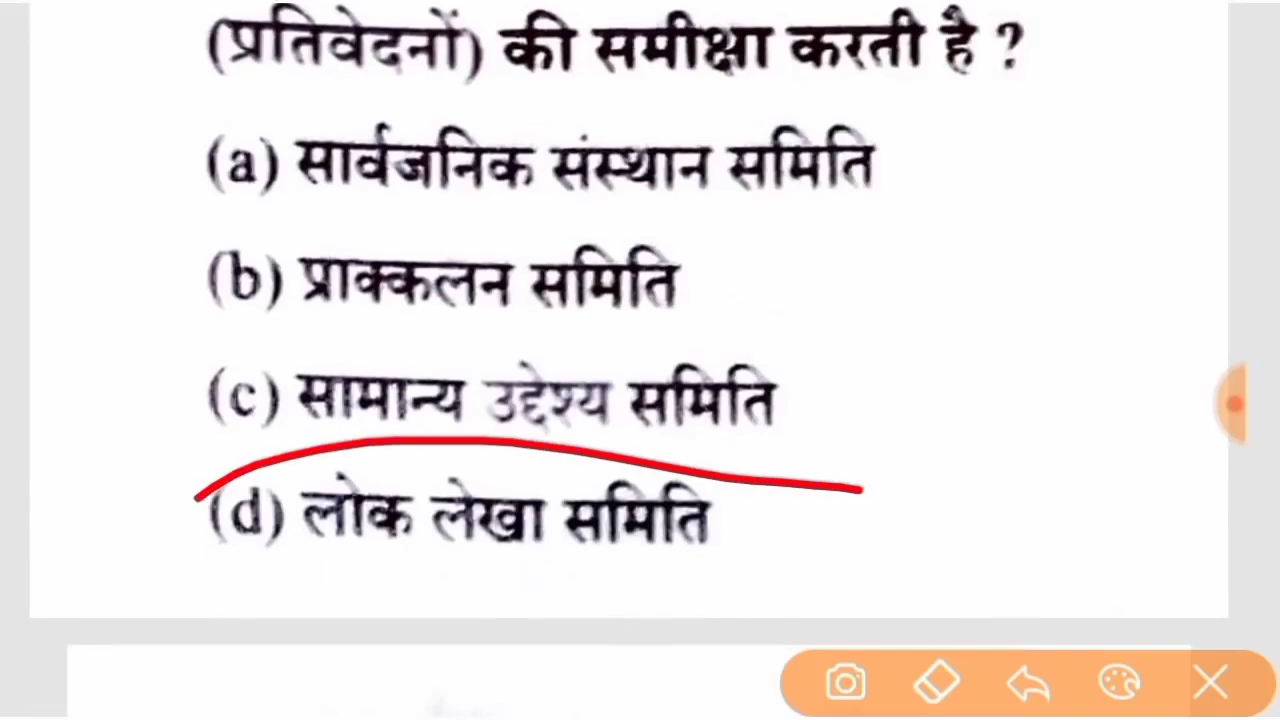 (प्रतिवेदनों) की समीक्षा करती है ?
(a) सार्वजनिक संस्थान समिति
(b) प्राक्कलन समिति
(c) सामान्य उद्देश्य समिति
(d) लोक लेखा समिति